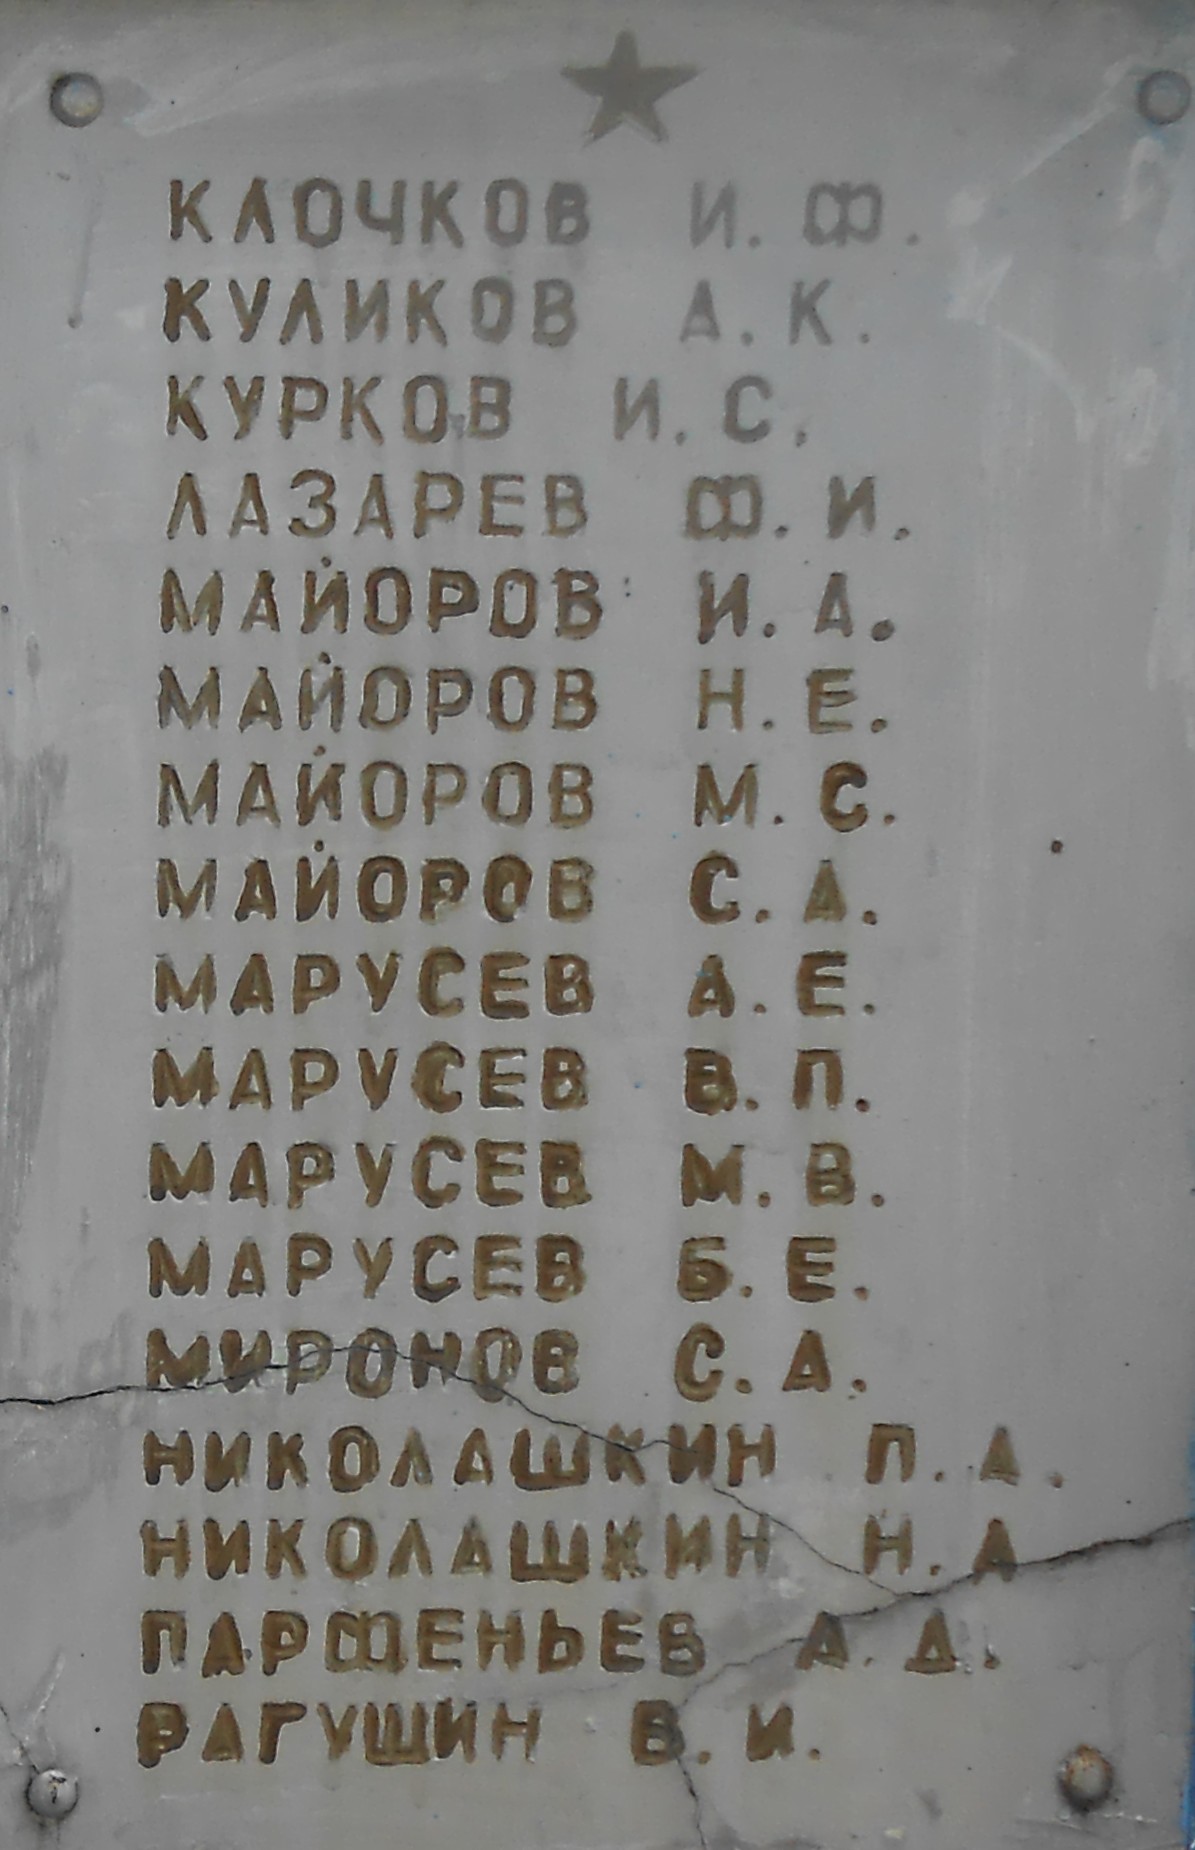 КЛОЧКОВ И.Ф.
КУЛИКОВ А.К.
КУРКОВ И.С.
ЛАЗАРЕВ Ф.И.
МАЙОРОВ И.А.
МАЙОРОВ Н.Е.
МАЙОРОВ М.С.
МАЙОРОВ С.А.
МАРУСЕВ А.Е.
МАРУСЕВ В.П.
МАРУСЕВ М.В.
МАРУСЕВ Б.Е.
МИРОНОВ С.А.
НИКОЛАШКИН П.А.
НИКОЛАШКИН Н.А
ПАРФЕНЬЕВ А.Д.
РАГУШИН В.И.